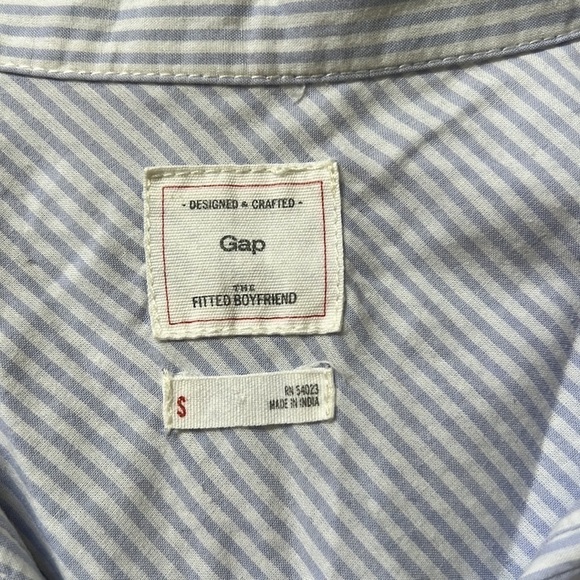 - DESIGNED & CRAFTED -
Gap
THE
FITTED BOYFRIEND
S
RN 54023
MADE IN INDIA